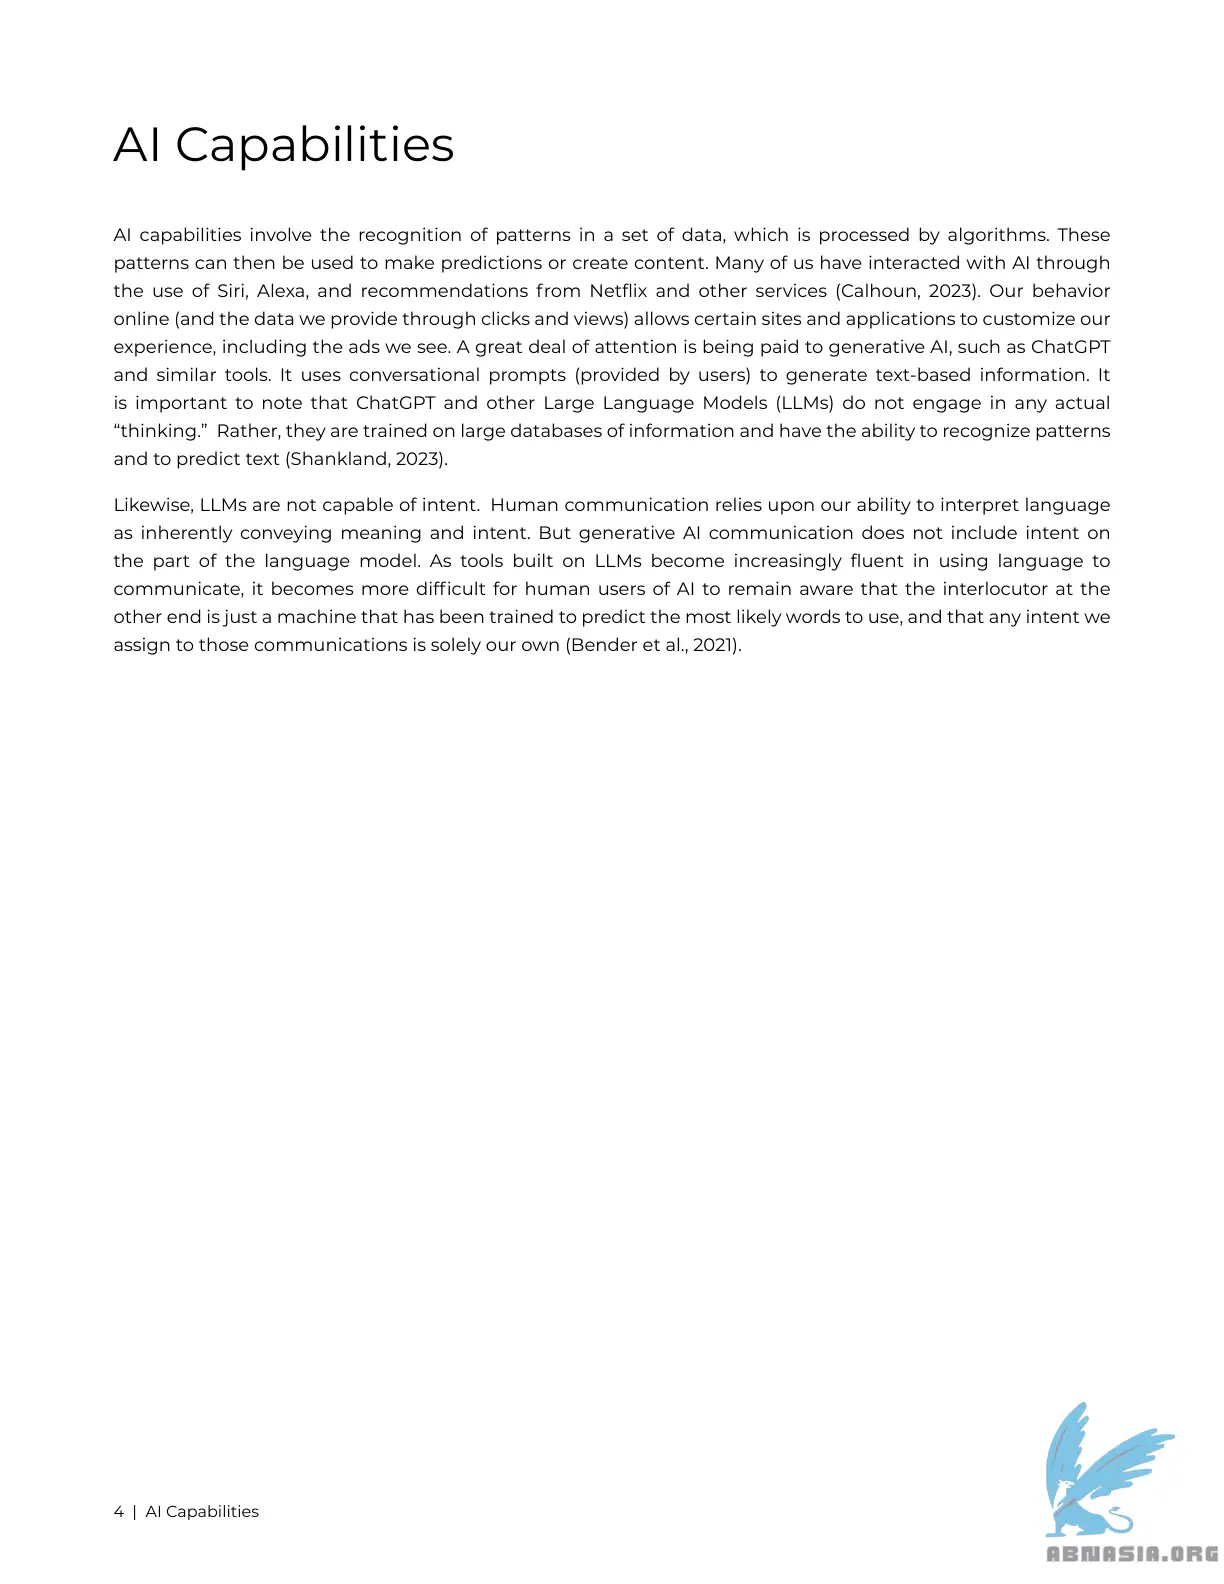 AI Capabilities
AI capabilities involve the recognition of patterns in a set of data, which is processed by algorithms. These
patterns can then be used to make predictions or create content. Many of us have interacted with AI through
the use of Siri, Alexa, and recommendations from Netflix and other services (Calhoun, 2023). Our behavior
online (and the data we provide through clicks and views) allows certain sites and applications to customize our
experience, including the ads we see. A great deal of attention is being paid to generative AI, such as ChatGPT
and similar tools. It uses conversational prompts (provided by users) to generate text-based information. It
is important to note that ChatGPT and other Large Language Models (LLMs) do not engage in any actual
“thinking.”  Rather, they are trained on large databases of information and have the ability to recognize patterns
and to predict text (Shankland, 2023).
Likewise, LLMs are not capable of intent.  Human communication relies upon our ability to interpret language
as inherently conveying meaning and intent. But generative AI communication does not include intent on
the part of the language model. As tools built on LLMs become increasingly fluent in using language to
communicate, it becomes more difficult for human users of AI to remain aware that the interlocutor at the
other end is just a machine that has been trained to predict the most likely words to use, and that any intent we
assign to those communications is solely our own (Bender et al., 2021).
4 | AI Capabilities
ABNASIA.ORG